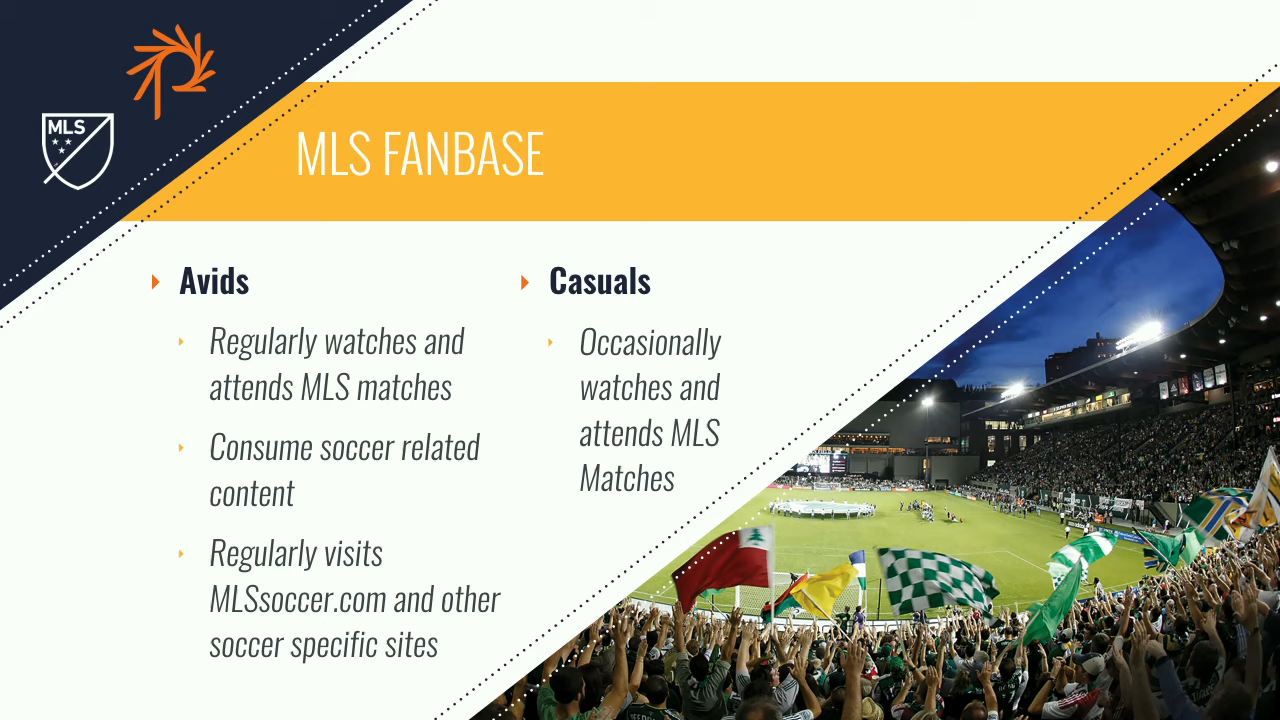 MLS
MLS FANBASE
Avids
Regularly watches and
attends MLS matches
Consume soccer related
content
Regularly visits
MLSsoccer.com and other
soccer specific sites
Casuals
Occasionally
watches and
attends MLS
Matches